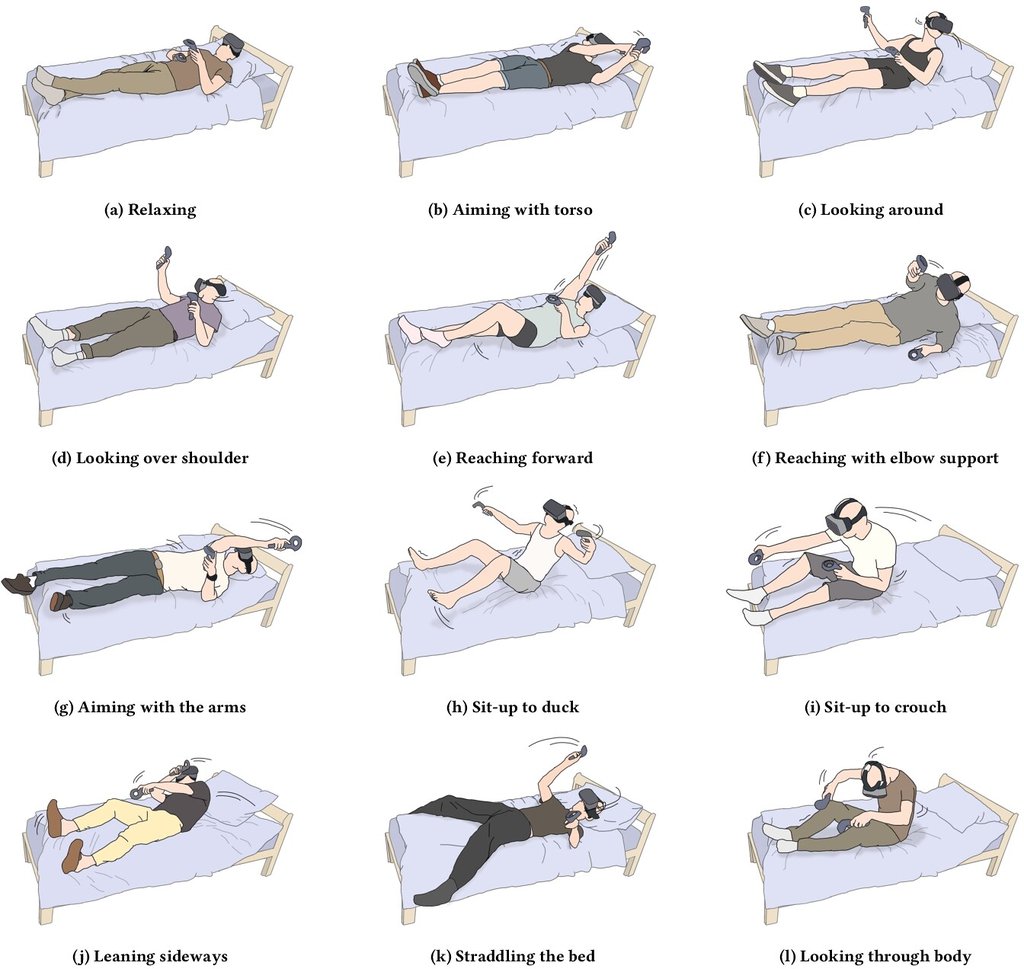 (a) Relaxing
(b) Aiming with torso
(c) Looking around
(d) Looking over shoulder
(e) Reaching forward
(f) Reaching with elbow support
(g) Aiming with the arms
(h) Sit-up to duck
(i) Sit-up to crouch
(j) Leaning sideways
(k) Straddling the bed
(l) Looking through body